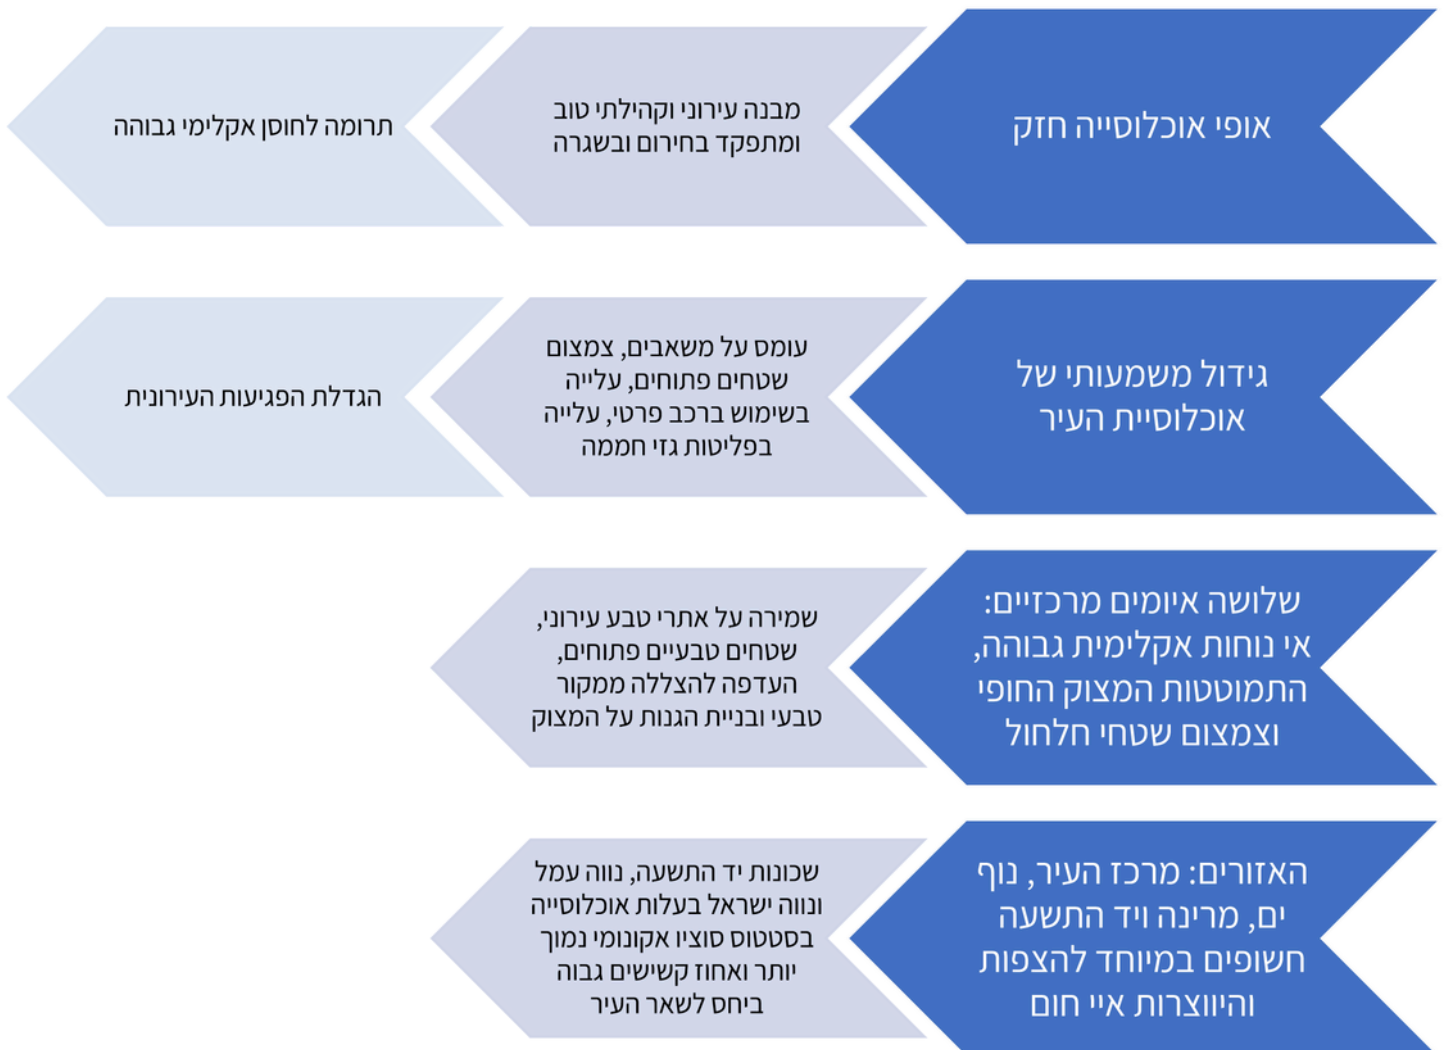 אופי אוכלוסייה חזק
מבנה עירוני וקהילתי טוב
ומתפקד בחירום ובשגרה
תרומה לחוסן אקלימי גבוהה
גידול משמעותי של
אוכלוסיית העיר
עומס על משאבים, צמצום
שטחים פתוחים, עלייה
בשימוש ברכב פרטי, עלייה
בפליטות גזי חממה
הגדלת הפגיעות העירונית
שלושה איומים מרכזיים:
אי נוחות אקלימית גבוהה,
התמוטטות המצוק החופי
וצמצום שטחי חלחול
שמירה על אתרי טבע עירוני,
שטחים טבעיים פתוחים,
העדפה להצללה ממקור
טבעי ובניית הגנות על המצוק
האזורים: מרכז העיר, נוף
ים, מרינה ויד התשעה
חשופים במיוחד להצפות
והיווצרות איי חום
שכונות יד התשעה, נווה עמל
ונווה ישראל בעלות אוכלוסייה
בסטטוס סוציו אקונומי נמוך
יותר ואחוז קשישים גבוה
ביחס לשאר העיר